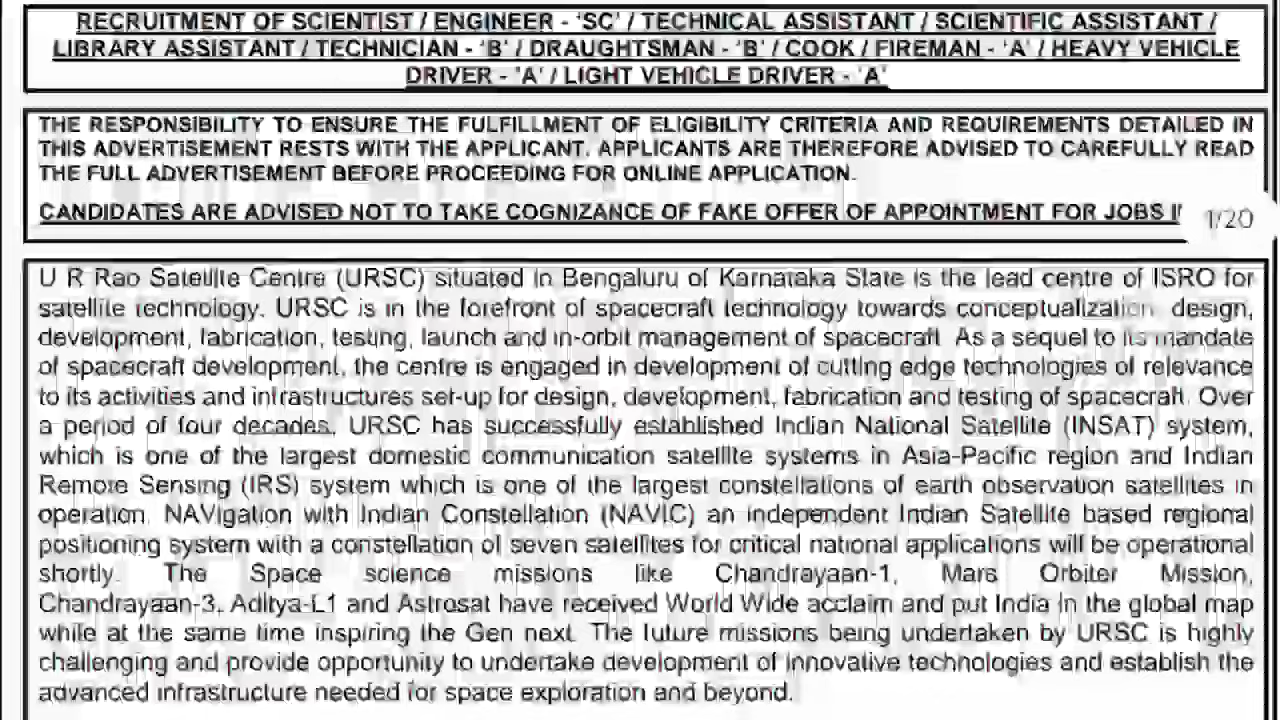 RECRUITMENT OF SCIENTIST / ENGINEER - 'SC' / TECHNICAL ASSISTANT / SCIENTIFIC ASSISTANT /
LIBRARY ASSISTANT / TECHNICIAN - 'B' / DRAUGHTSMAN - 'B' / COOK / FIREMAN - 'A' / HEAVY VEHICLE
DRIVER - 'A' / LIGHT VEHICLE DRIVER - 'A'
THE RESPONSIBILITY TO ENSURE THE FULFILLMENT OF ELIGIBILITY CRITERIA AND REQUIREMENTS DETAILED IN
THIS ADVERTISEMENT RESTS WITH THE APPLICANT. APPLICANTS ARE THEREFORE ADVISED TO CAREFULLY READ
THE FULL ADVERTISEMENT BEFORE PROCEEDING FOR ONLINE APPLICATION.
CANDIDATES ARE ADVISED NOT TO TAKE COGNIZANCE OF FAKE OFFER OF APPOINTMENT FOR JOBS
1/20
U R Rao Satellite Centre (URSC) situated in Bengaluru of Karnataka State is the lead centre of ISRO for
satellite technology. URSC is in the forefront of spacecraft technology towards conceptualization, design,
development, fabrication, testing, launch and in-orbit management of spacecraft. As a sequel to its mandate
of spacecraft development, the centre is engaged in development of cutting edge technologies of relevance
to its activities and infrastructures set-up for design, development, fabrication and testing of spacecraft. Over
a period of four decades, URSC has successfully established Indian National Satellite (INSAT) system,
which is one of the largest domestic communication satellite systems in Asia-Pacific region and Indian
Remote Sensing (IRS) system which is one of the largest constellations of earth observation satellites in
operation. NAVigation with Indian Constellation (NAVIC) an independent Indian Satellite based regional
positioning system with a constellation of seven satellites for critical national applications will be operational
shortly. The Space science missions like Chandrayaan-1, Mars Orbiter Mission,
Chandrayaan-3, Aditya-L1 and Astrosat have received World Wide acclaim and put India in the global map
while at the same time inspiring the Gen next. The future missions being undertaken by URSC is highly
challenging and provide opportunity to undertake development of innovative technologies and establish the
advanced infrastructure needed for space exploration and beyond.